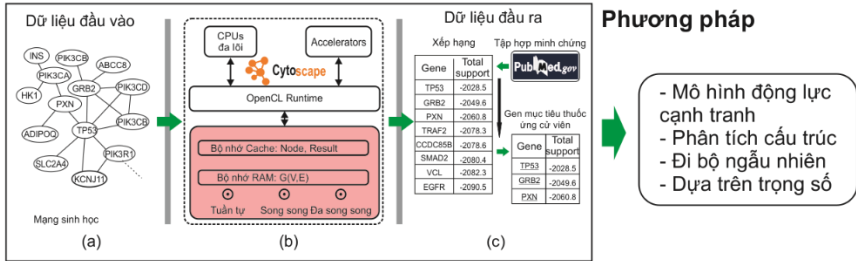 Dữ liệu đầu vào
INS
PIK3CB
ABCC8
PIK3CA
GRB2
PIK3CD
HK1
PXN
PIK3CB
TP53
ADIPOQ
SLC2A4
PIK3R1
KCNJ11
Mạng sinh học
(a)
CPUs
đa lõi
Accelerators
Cytoscape
OpenCL Runtime
Bộ nhớ Cache: Node, Result
Bộ nhớ RAM: G(V,E)
Tuần tự Song song Đa song song
(b)
Dữ liệu đầu ra
Xếp hạng
Gene Total support
TP53 -2028.5
GRB2 -2049.6
PXN -2060.8
TRAF2 -2078.3
CCDC85B -2078.6
SMAD2 -2080.4
VCL -2082.3
EGFR -2090.5
Tập hợp minh chứng
PubMed.gov
Gen mục tiêu thuộc
ứng cử viên
Gene Total support
TP53 -2028.5
GRB2 -2049.6
PXN -2060.8
(c)
Phương pháp
- Mô hình động lực
cạnh tranh
- Phân tích cấu trúc
- Đi bộ ngẫu nhiên
- Dựa trên trọng số